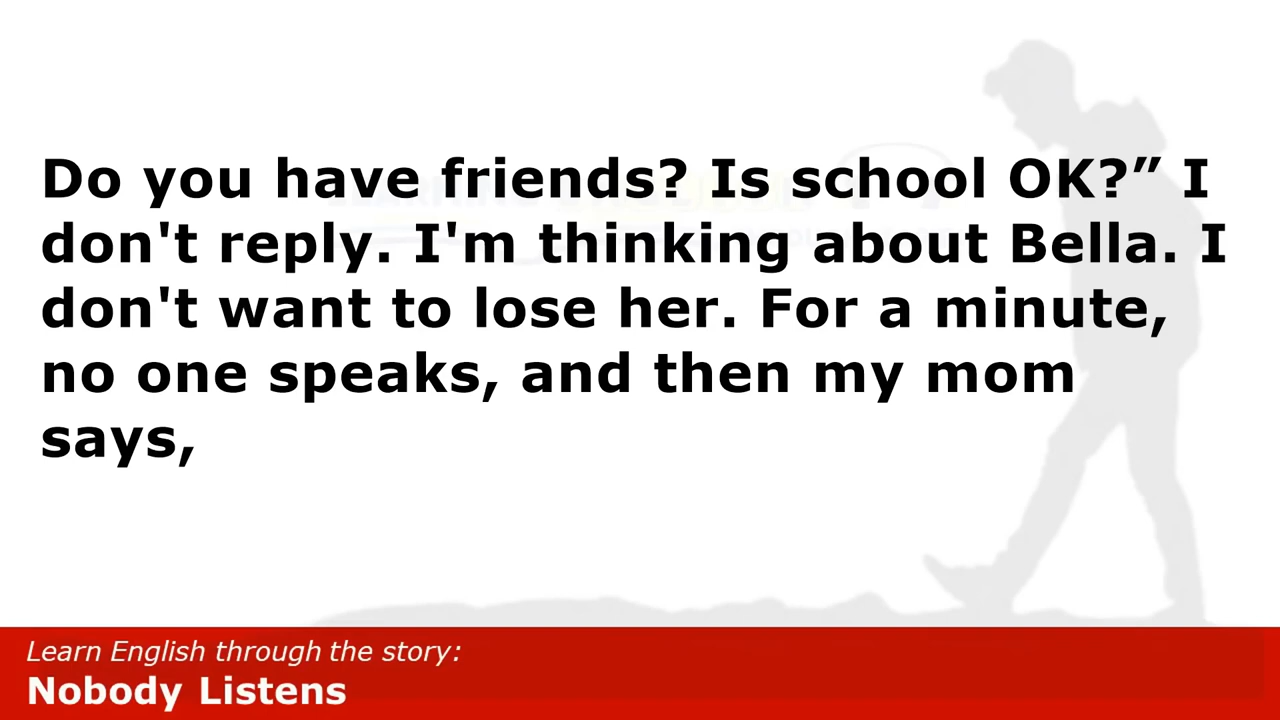 Do you have friends? Is school OK?” I
don't reply. I'm thinking about Bella. I
don't want to lose her. For a minute,
no one speaks, and then my mom
says,
Learn English through the story:
Nobody Listens